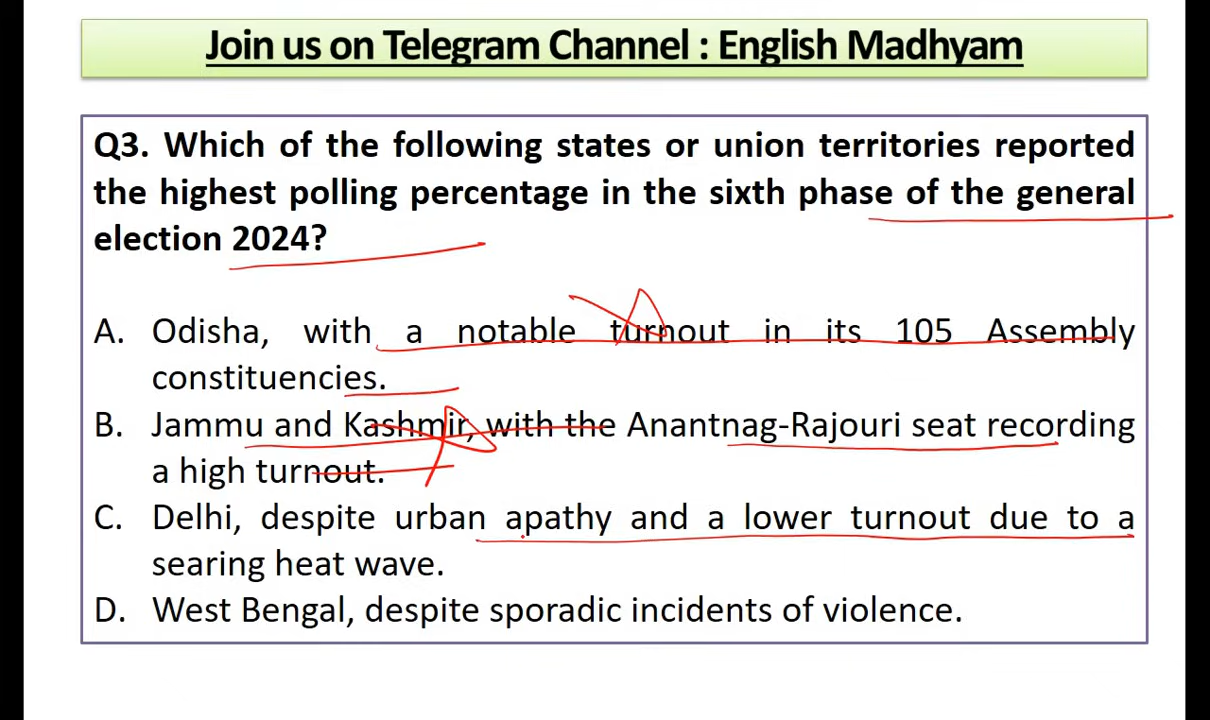 Join us on Telegram Channel : English Madhyam
Q3. Which of the following states or union territories reported
the highest polling percentage in the sixth phase of the general
election 2024?
A. Odisha, with a notable turnout in its 105 Assembly
constituencies.
B. Jammu and Kashmir, with the Anantnag-Rajouri seat recording
a high turnout.
C. Delhi, despite urban apathy and a lower turnout due to a
searing heat wave.
D. West Bengal, despite sporadic incidents of violence.